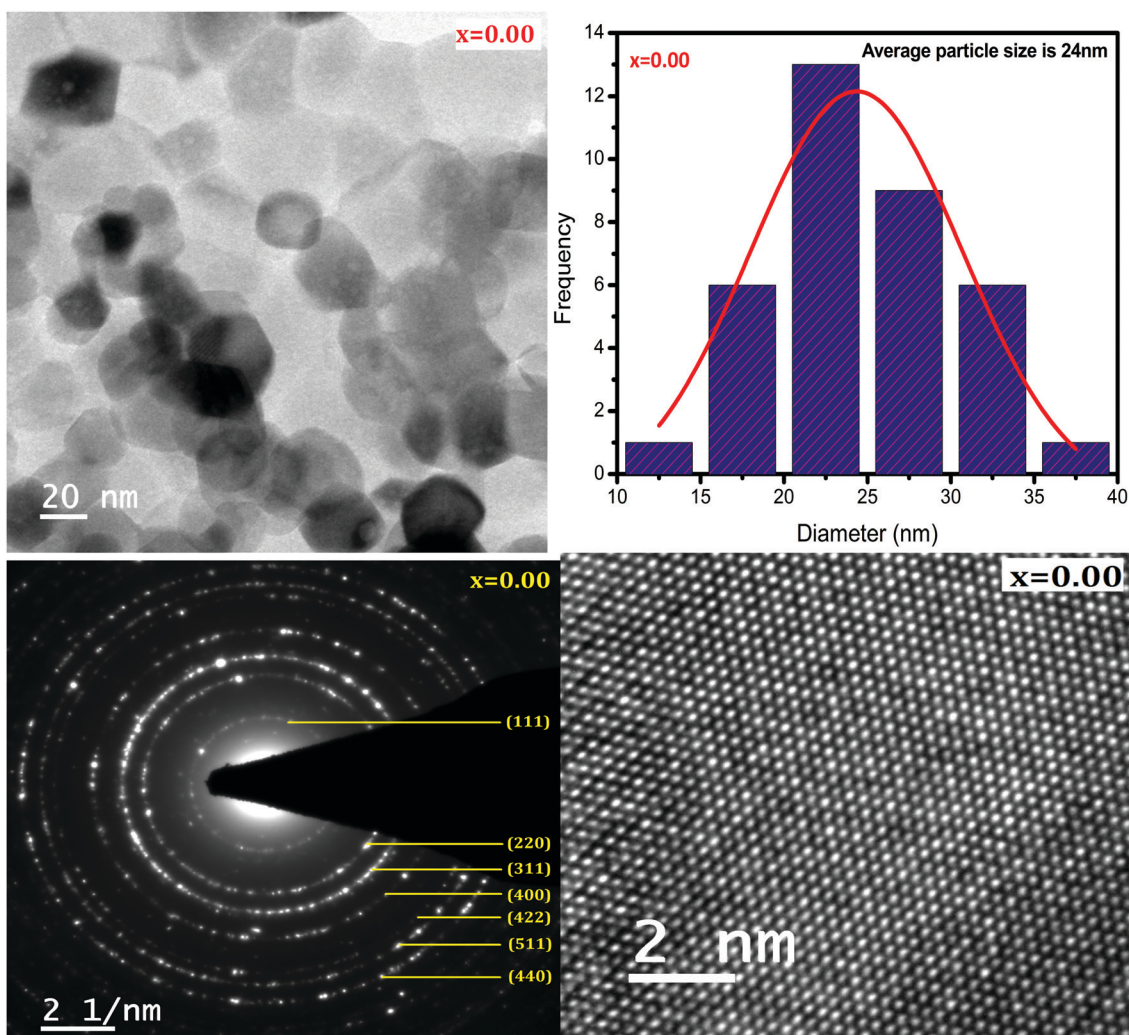 x=0.00
20 nm
x=0.00
Average particle size is 24nm
14
12
10
8
6
4
2
0
Frequency
10
15
20
25
30
35
40
Diameter (nm)
x=0.00
(111)
(220)
(311)
(400)
(422)
(511)
(440)
2 1/nm
x=0.00
2 nm